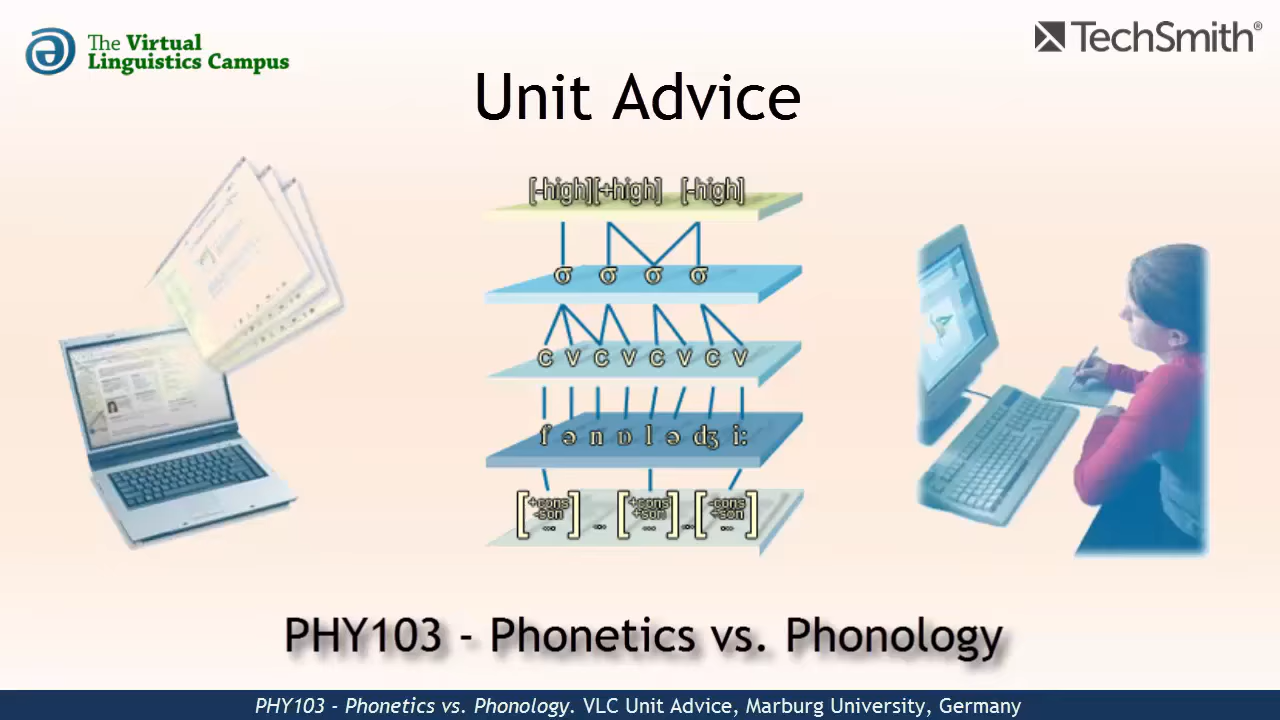 The Virtual
Linguistics Campus
TechSmith®
Unit Advice
[-high][+high] [-high]
σ σ σ σ
C V C V C V C V
f ə n ɒ l ə dʒ i:
[+cons -son ...] ... [+cons +son ...] ... [-cons +son ...]
PHY103 - Phonetics vs. Phonology
PHY103 - Phonetics vs. Phonology. VLC Unit Advice, Marburg University, Germany